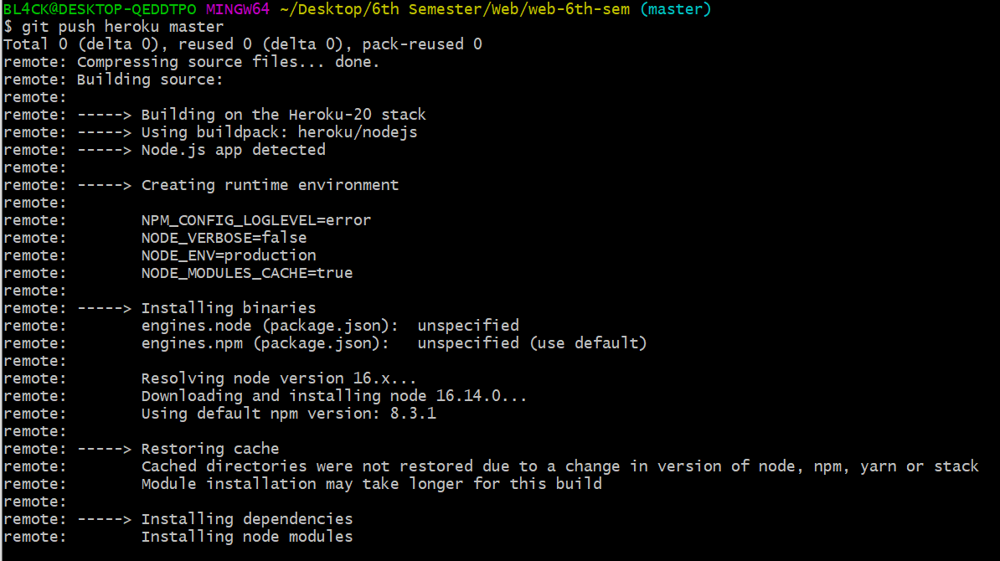 BL4CK@DESKTOP-QEDDTPO MINGW64 ~/Desktop/6th Semester/web/web-6th-sem (master)
$ git push heroku master
Total 0 (delta 0), reused 0 (delta 0), pack-reused 0
remote: Compressing source files... done.
remote: Building source:
remote:
remote: -----> Building on the Heroku-20 stack
remote: -----> Using buildpack: heroku/nodejs
remote: -----> Node.js app detected
remote:
remote: -----> Creating runtime environment
remote:
remote:        NPM_CONFIG_LOGLEVEL=error
remote:        NODE_VERBOSE=false
remote:        NODE_ENV=production
remote:        NODE_MODULES_CACHE=true
remote:
remote: -----> Installing binaries
remote:        engines.node (package.json):  unspecified
remote:        engines.npm (package.json):   unspecified (use default)
remote:
remote:        Resolving node version 16.x...
remote:        Downloading and installing node 16.14.0...
remote:        Using default npm version: 8.3.1
remote:
remote: -----> Restoring cache
remote:        Cached directories were not restored due to a change in version of node, npm, yarn or stack
remote:        Module installation may take longer for this build
remote:
remote: -----> Installing dependencies
remote:        Installing node modules